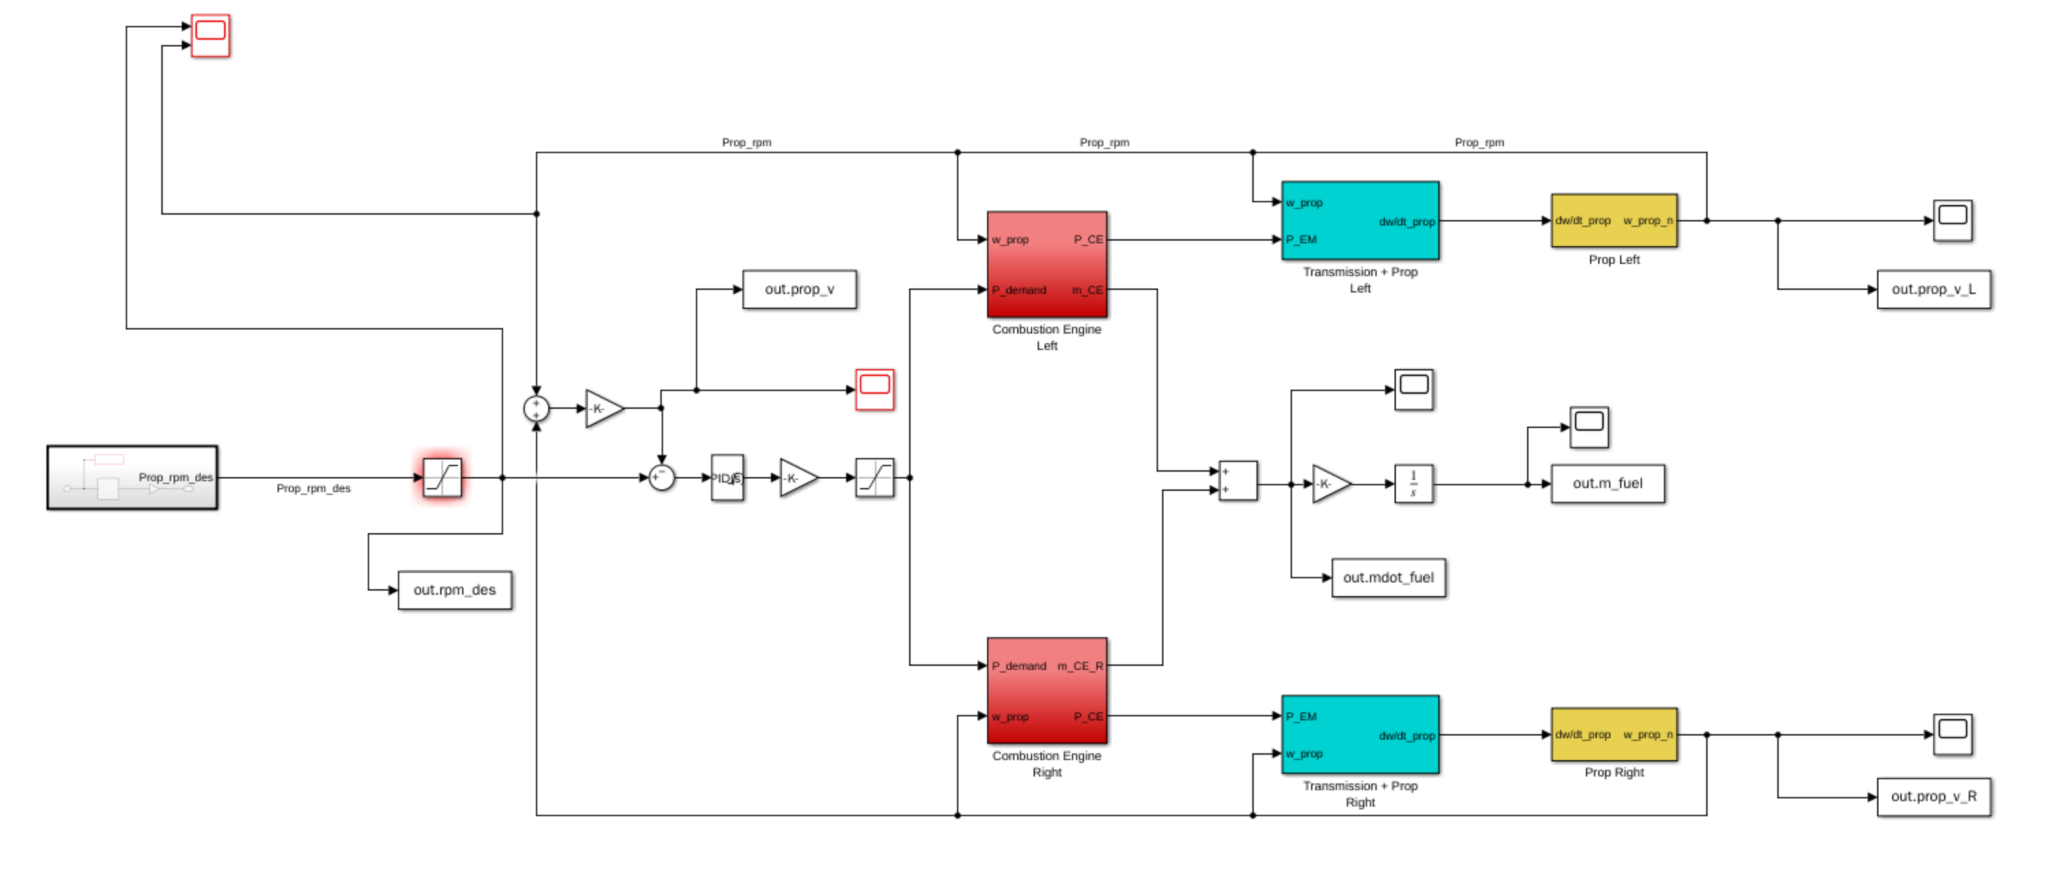 Prop_rpm
Prop_rpm
Prop_rpm
w_prop
P_EM
dw/dt_prop
Transmission + Prop
Left
dw/dt_prop
w_prop_n
Prop Left
w_prop
P_CE
P_demand
m_CE
Combustion Engine
Left
out.prop_v
out.prop_v_L
+
+
-K-
Prop_rpm_des
Prop_rpm_des
+
−
-K-
+
+
-K-
1
s
out.m_fuel
out.rpm_des
out.mdot_fuel
P_demand
m_CE_R
w_prop
P_CE
Combustion Engine
Right
P_EM
dw/dt_prop
w_prop
Transmission + Prop
Right
dw/dt_prop
w_prop_n
Prop Right
out.prop_v_R